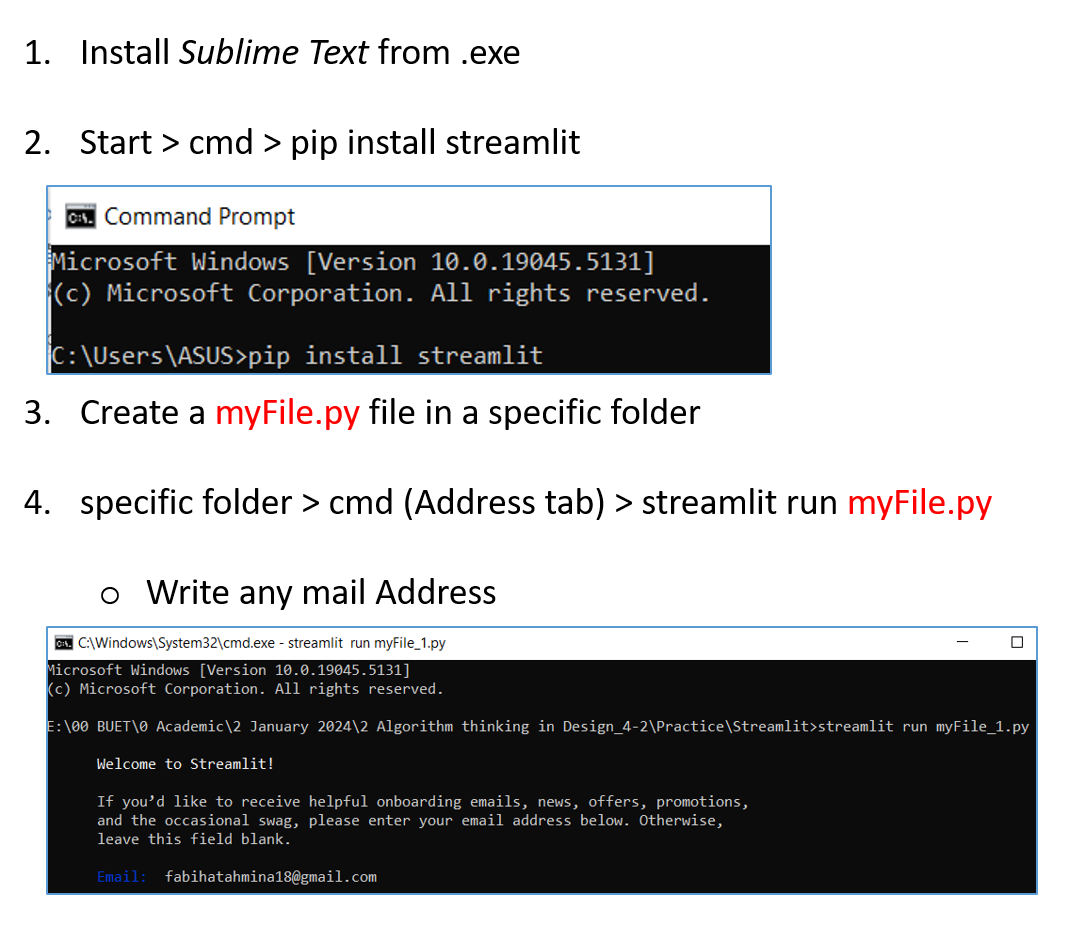 1. Install Sublime Text from .exe
2. Start > cmd > pip install streamlit
Command Prompt
Microsoft Windows [Version 10.0.19045.5131]
(c) Microsoft Corporation. All rights reserved.
C:\Users\ASUS>pip install streamlit
3. Create a myFile.py file in a specific folder
4. specific folder > cmd (Address tab) > streamlit run myFile.py
o Write any mail Address
C:\Windows\System32\cmd.exe - streamlit  run myFile_1.py
Microsoft Windows [Version 10.0.19045.5131]
(c) Microsoft Corporation. All rights reserved.
E:\00 BUET\0 Academic\2 January 2024\2 Algorithm thinking in Design_4-2\Practice\Streamlit>streamlit run myFile_1.py
Welcome to Streamlit!
If you’d like to receive helpful onboarding emails, news, offers, promotions,
and the occasional swag, please enter your email address below. Otherwise,
leave this field blank.
Email:  fabihatahmina18@gmail.com